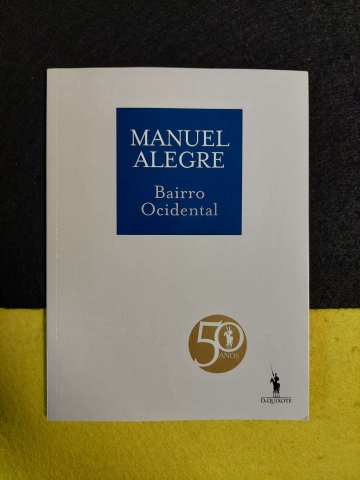 MANUEL
ALEGRE
Bairro
Ocidental
50
ANOS
D.QUIXOTE